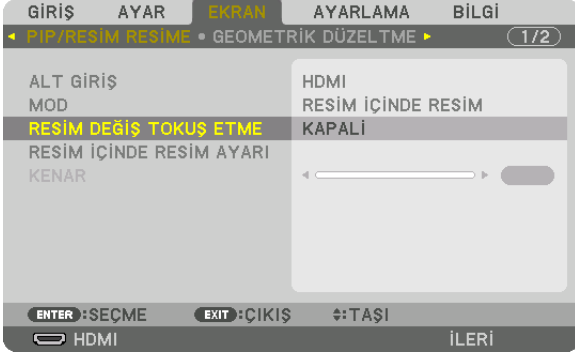 GİRİŞ AYAR EKRAN AYARLAMA BİLGİ
PIP/RESİM RESİME • GEOMETRİK DÜZELTME 1/2
ALT GİRİŞ HDMI
MOD RESİM İÇİNDE RESİM
RESİM DEĞİŞ TOKUŞ ETME KAPALİ
RESİM İÇİNDE RESİM AYARI
KENAR
ENTER :SEÇME EXIT :ÇIKIŞ :TAŞI
HDMI İLERİ